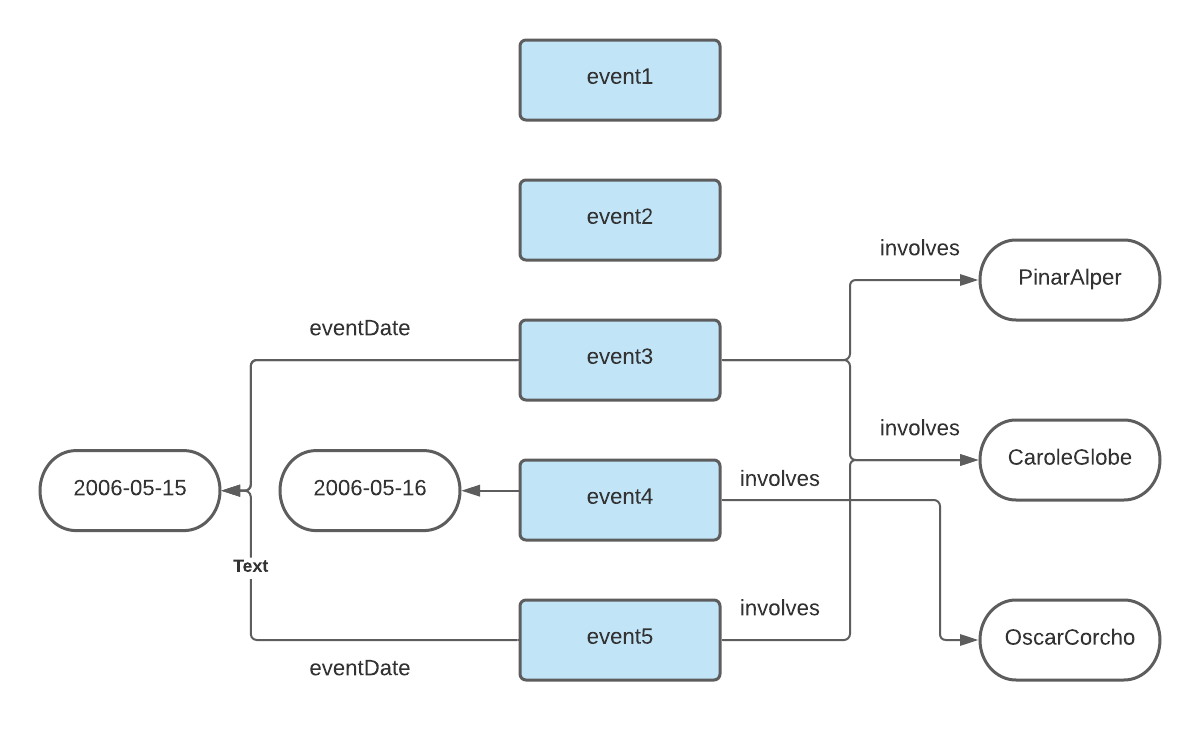 event1
event2
involves
PinarAlper
eventDate
event3
involves
CaroleGlobe
2006-05-15
2006-05-16
event4
involves
Text
involves
event5
OscarCorcho
eventDate